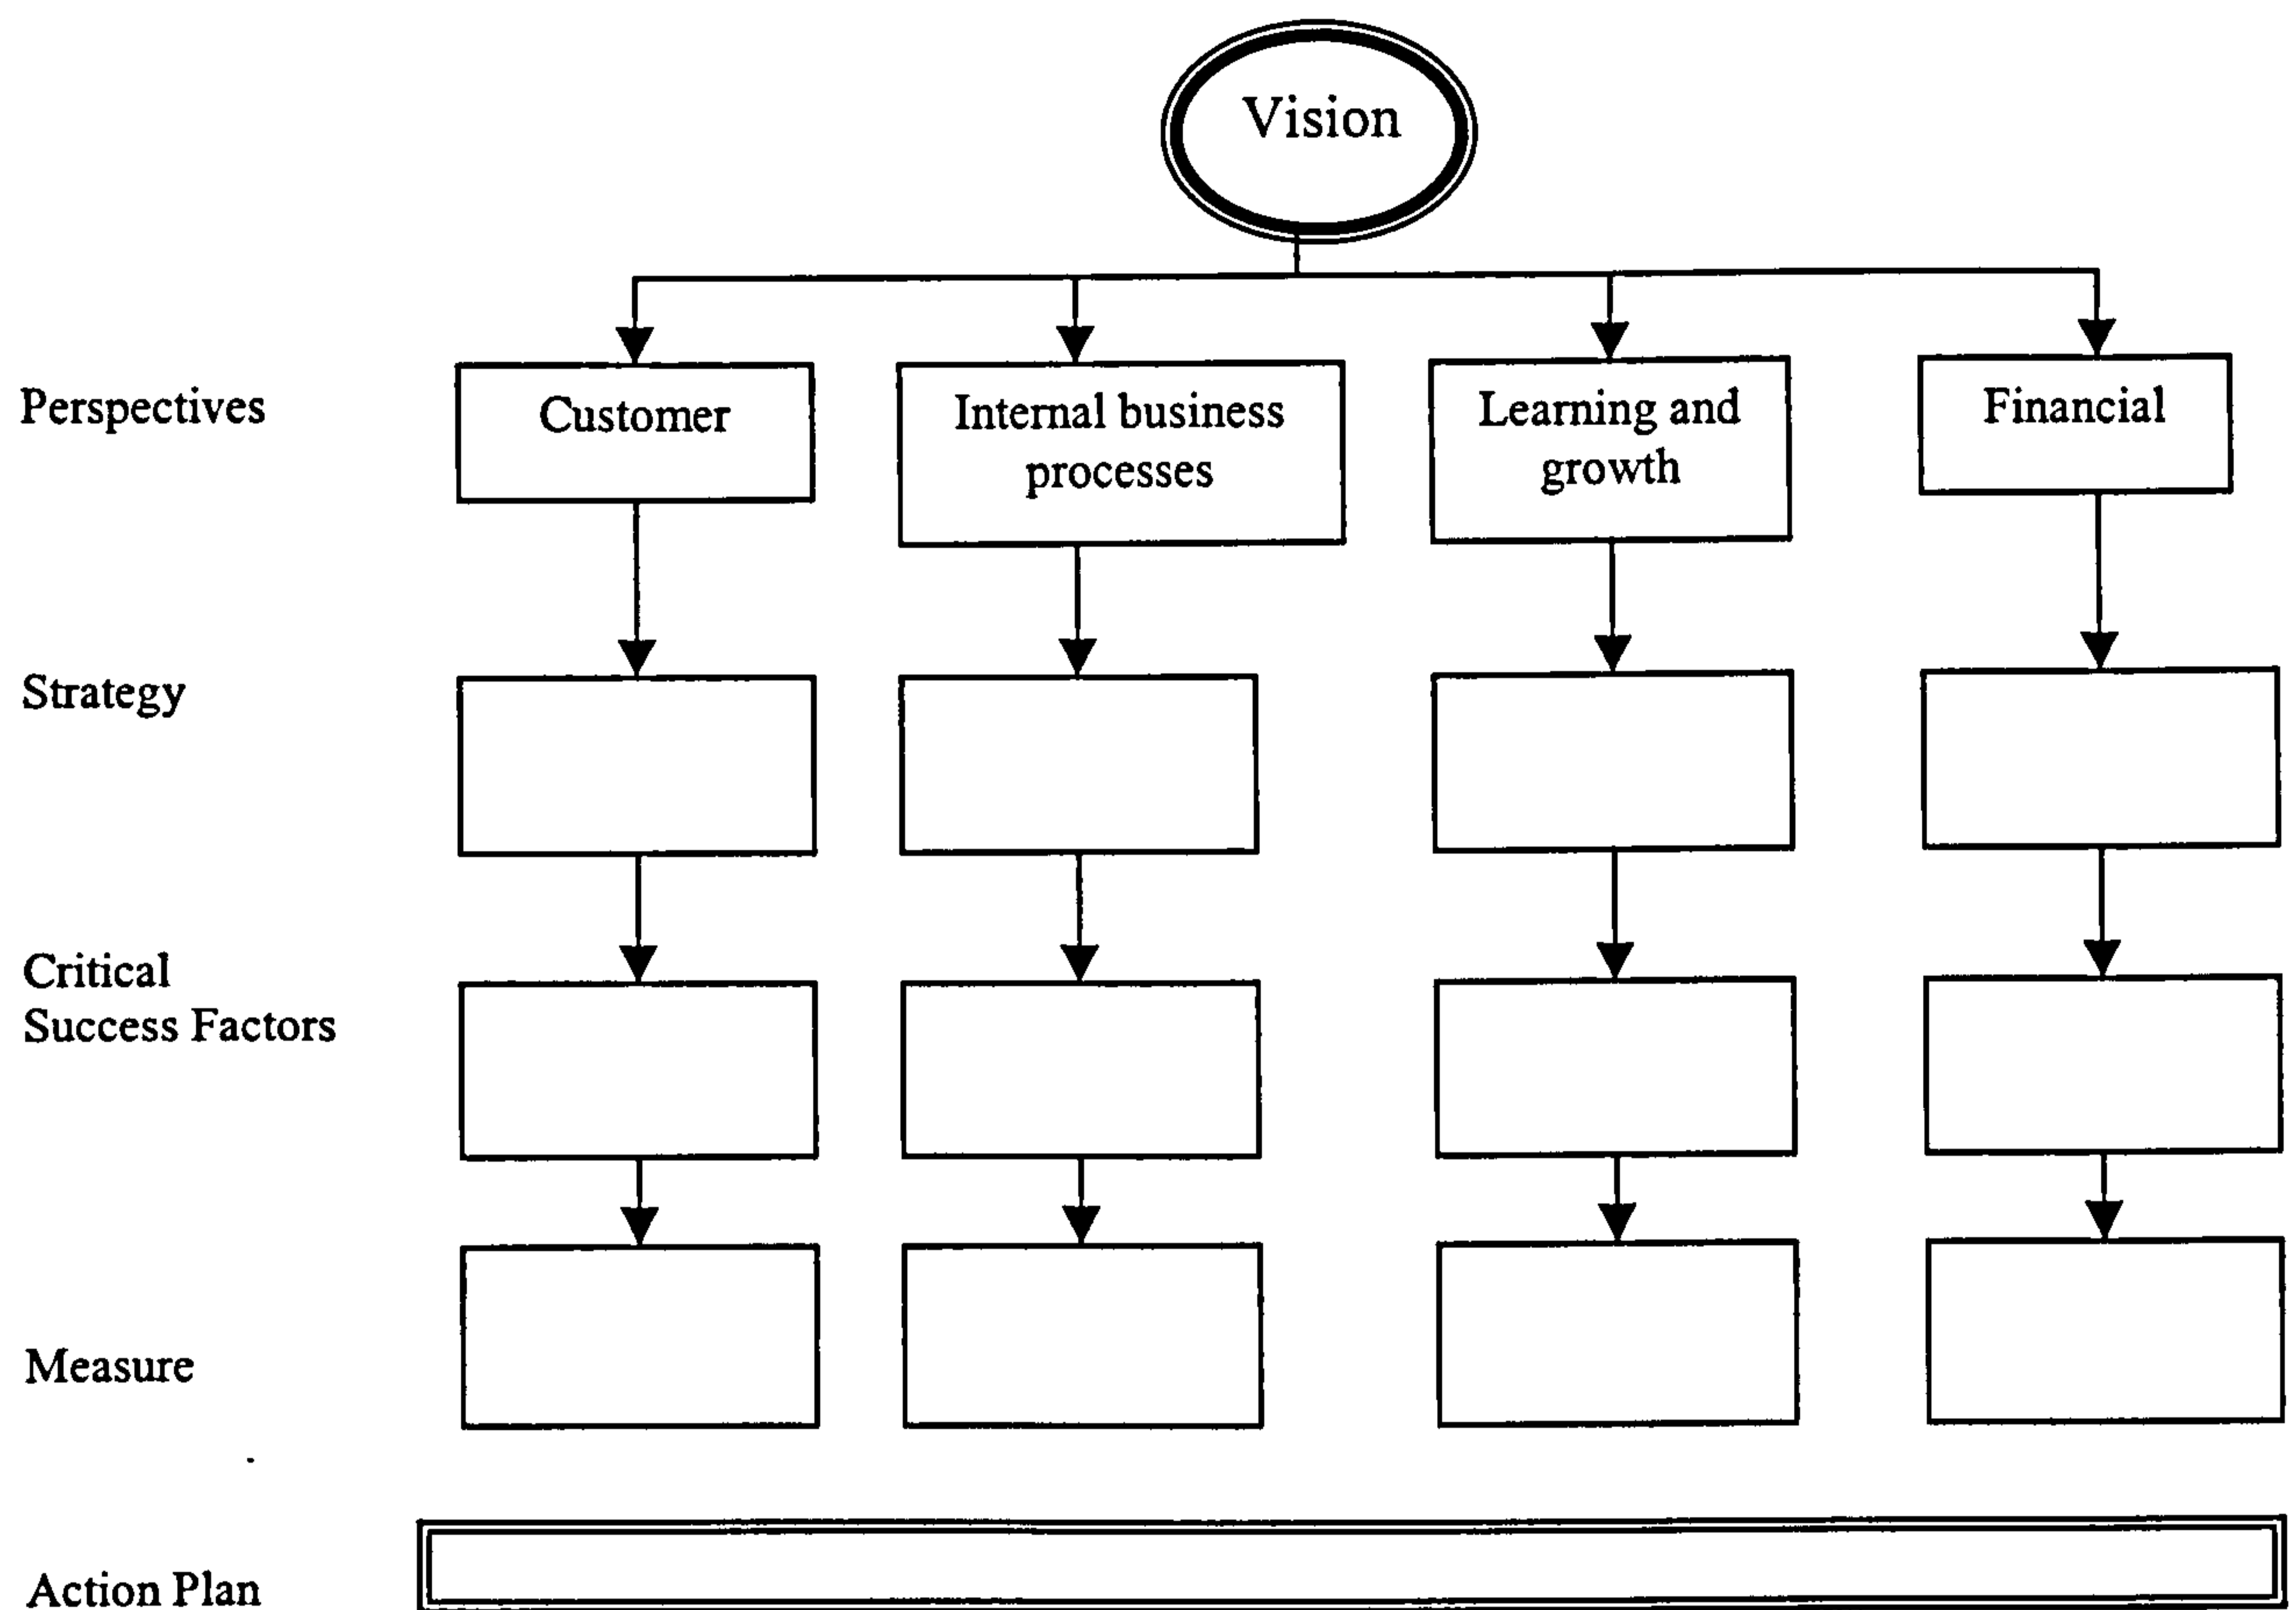 Vision
Perspectives
Customer
Internal business
processes
Learning and
growth
Financial
Strategy
Critical
Success Factors
Measure
Action Plan